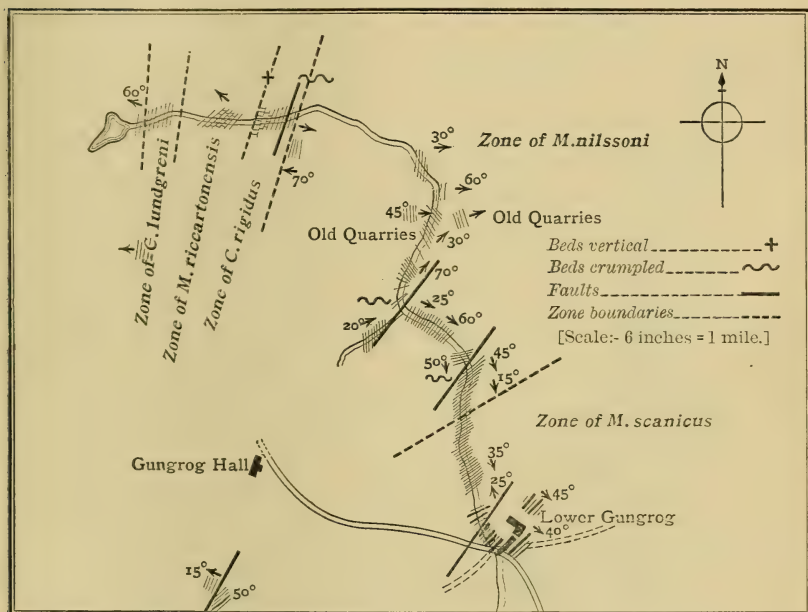 N
60°
30°
Zone of M.nilssoni
70°
60°
45°
Old Quarries
Old Quarries
30°
Zone of C. lundgreni
Zone of M. riccartonensis
Zone of C. rigidus
Beds vertical
Beds crumpled
Faults
Zone boundaries
[Scale:- 6 inches = 1 mile.]
70°
25°
20°
60°
50°
45°
15°
Zone of M. scanicus
35°
Gungrog Hall
25°
45°
Lower Gungrog
40°
15°
50°